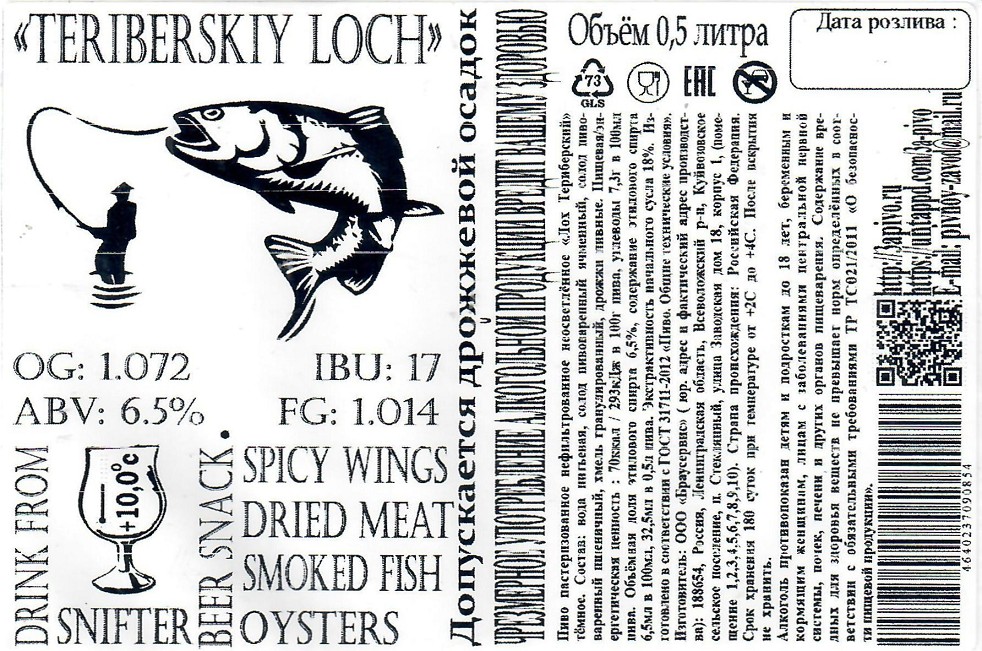 «TERIBERSKIY LOCH»
OG: 1.072
IBU: 17
ABV: 6.5%
FG: 1.014
DRINK FROM
+10,0°c
SNIFTER
BEER SNACK.
SPICY WINGS
DRIED MEAT
SMOKED FISH
OYSTERS
Допускается дрожжевой осадок
ЧРЕЗМЕРНОЕ УПОТРЕБЛЕНИЕ АЛКОГОЛЬНОЙ ПРОДУКЦИИ ВРЕДИТ ВАШЕМУ ЗДОРОВЬЮ
Объём 0,5 литра
73
GLS
EAC
Дата розлива :
Пиво пастеризованное нефильтрованное неосветлённое «Лох Териберский»
тёмное. Состав: вода питьевая, солод пивоваренный ячменный, солод пиво-
варенный пшеничный, хмель гранулированный, дрожжи пивные. Пищевая/эн-
ергетическая ценность : 70ккал / 293кДж в 100г пива, углеводы 7,3г в 100мл
пива. Объёмная доля этилового спирта 6,5%, содержание этилового спирта
6,5мл в 100мл, 32,5мл в 0,5л пива. Экстрактивность начального сусла 18%. Из-
готовлено в соответствии с ГОСТ 31711-2012 «Пиво. Общие технические условия».
Изготовитель: ООО «Браусервис» ( юр. адрес и фактический адрес производст-
ва): 188654, Россия, Ленинградская область, Всеволожский р-н, Куйвозовское
сельское поселение, п. Стеклянный, улица Заводская дом 18, корпус 1, (поме-
щение 1,2,3,4,5,6,7,8,9,10). Страна происхождения: Российская Федерация.
Срок хранения 180 суток при температуре от +2С до +4С. После вскрытия
не хранить.
Алкоголь противопоказан детям и подросткам до 18 лет, беременным и
кормящим женщинам, лицам с заболеваниями центральной нервной
системы, почек, печени и других органов пищеварения. Содержание вре-
дных для здоровья веществ не превышает норм определённых в соот-
ветствии с обязательными требованиями ТР ТС021/2011 «О безопаснос-
ти пищевой продукции».
http://3apivo.ru
https://untappd.com/3a-pivo
E-mail: pivnoy-zavod@mail.ru
4640237090854